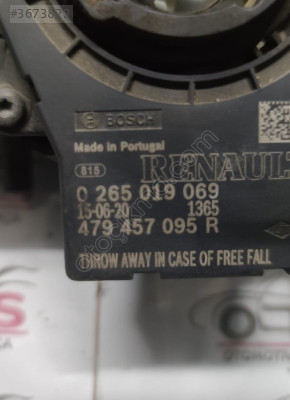 #3673892
BOSCH
Made in Portugal
815
RENAULT
0 265 019 069
15-06-20 1365
479 457 095 R
THROW AWAY IN CASE OF FREE FALL